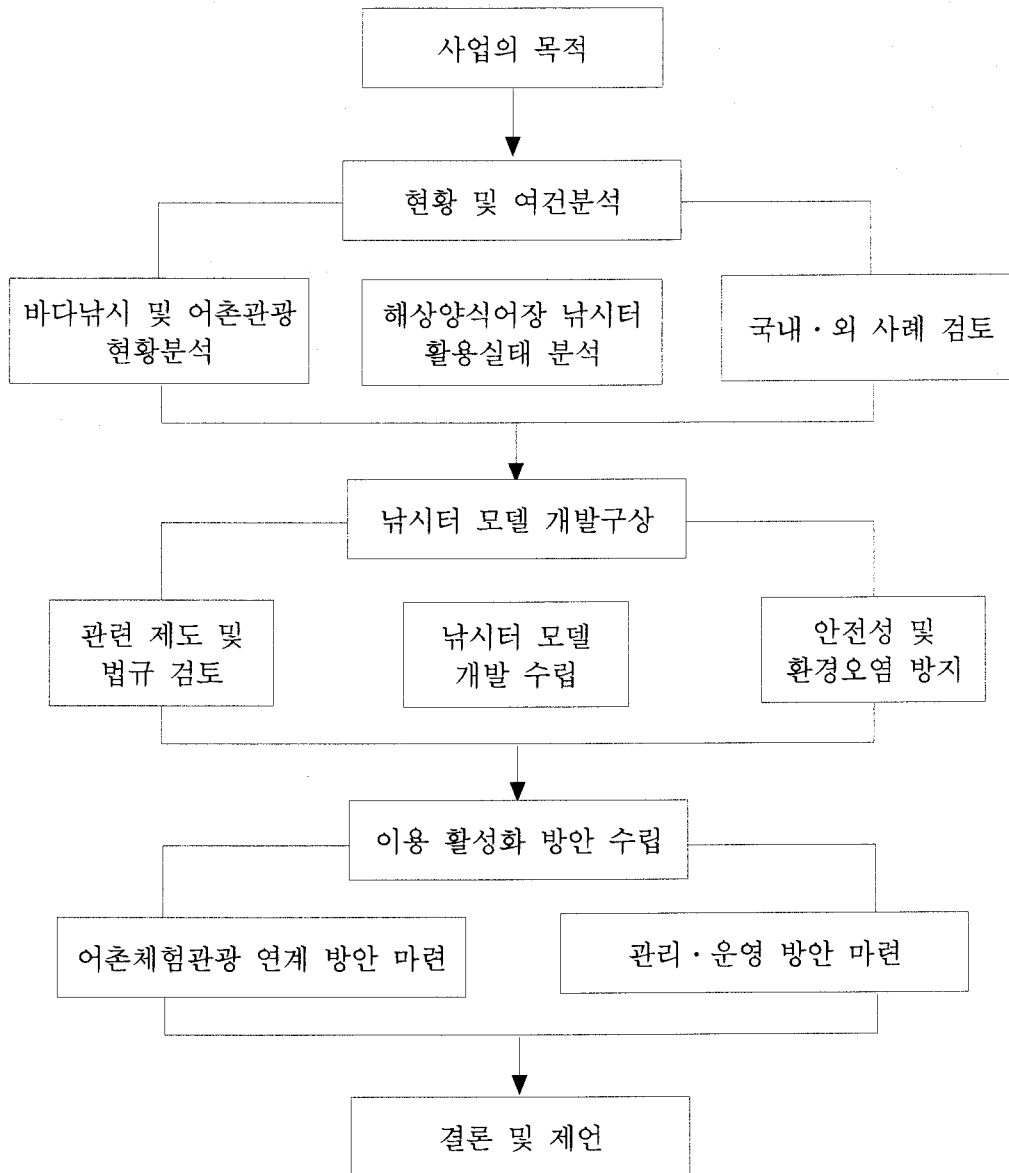 사업의 목적
현황 및 여건분석
바다낚시 및 어촌관광
현황분석
해상양식어장 낚시터
활용실태 분석
국내·외 사례 검토
낚시터 모델 개발구상
관련 제도 및
법규 검토
낚시터 모델
개발 수립
안전성 및
환경오염 방지
이용 활성화 방안 수립
어촌체험관광 연계 방안 마련
관리·운영 방안 마련
결론 및 제언